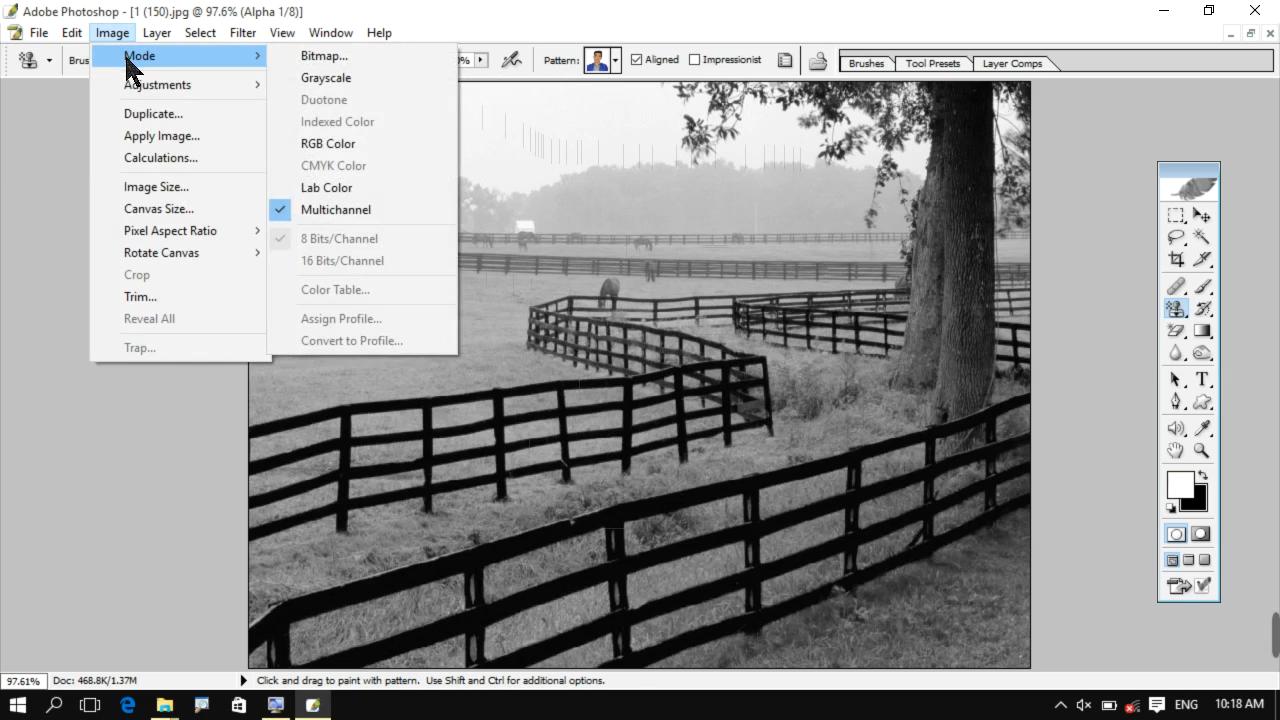 Adobe Photoshop - [1 (150).jpg @ 97.6% (Alpha 1/8)]
File Edit Image Layer Select Filter View Window Help
Brus
0% Pattern: Aligned Impressionist Brushes Tool Presets Layer Comps
Mode
Adjustments
Duplicate...
Apply Image...
Calculations...
Image Size...
Canvas Size...
Pixel Aspect Ratio
Rotate Canvas
Crop
Trim...
Reveal All
Trap...
Bitmap...
Grayscale
Duotone
Indexed Color
RGB Color
CMYK Color
Lab Color
Multichannel
8 Bits/Channel
16 Bits/Channel
Color Table...
Assign Profile...
Convert to Profile...
97.61% Doc: 468.8K/1.37M Click and drag to paint with pattern. Use Shift and Ctrl for additional options.
ENG 10:18 AM